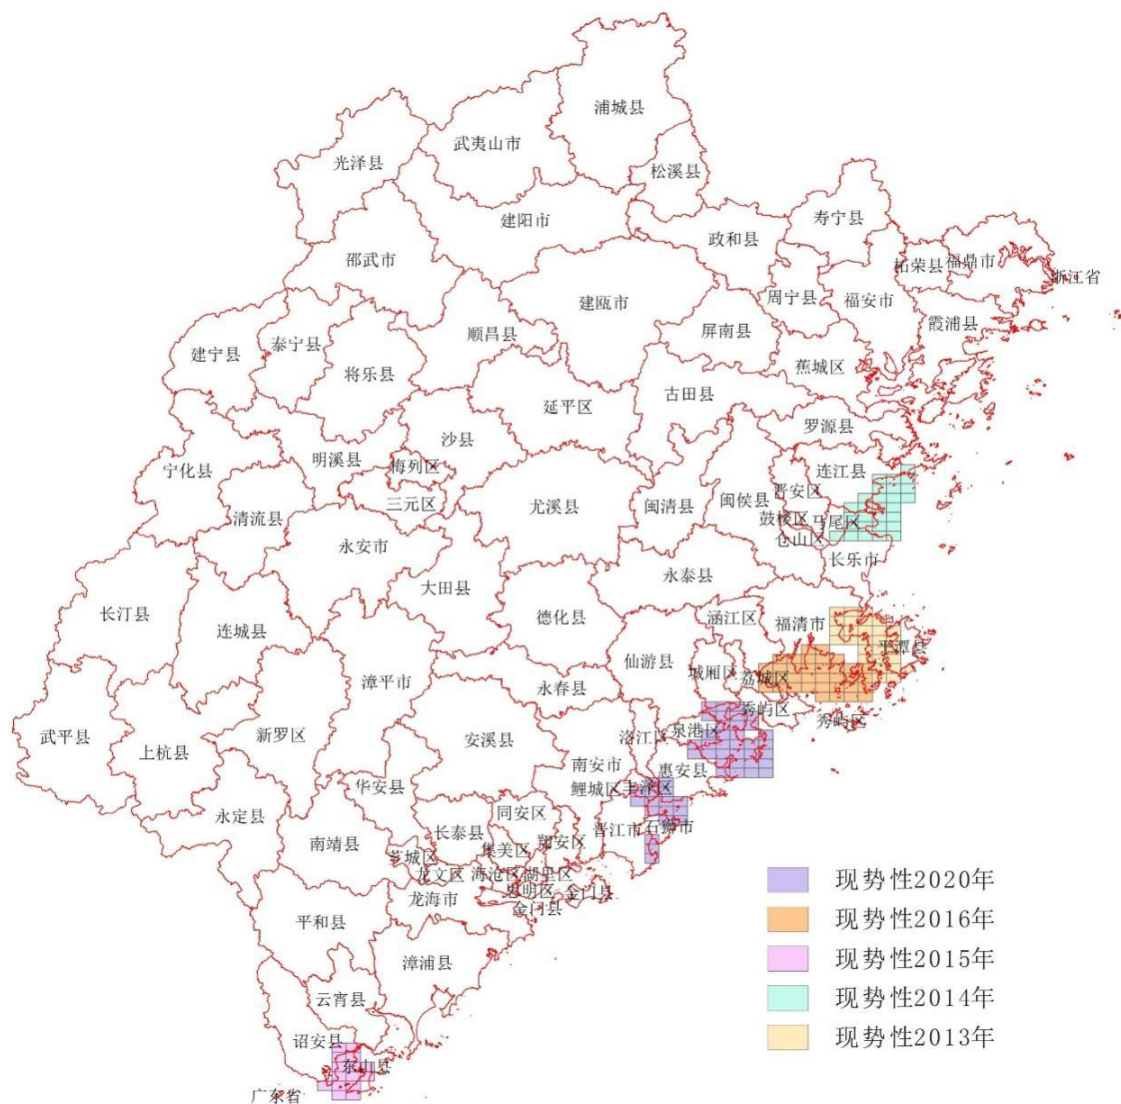 浦城县
武夷山市
光泽县
松溪县
建阳市
寿宁县
政和县
邵武市
柘荣县
福鼎市
浙江省
周宁县
福安市
建瓯市
霞浦县
顺昌县
屏南县
泰宁县
建宁县
将乐县
蕉城区
古田县
延平区
罗源县
沙县
明溪县
梅列区
宁化县
连江县
晋安区
三元区
尤溪县
闽清县
闽侯县
清流县
鼓楼区
马尾区
仓山区
永安市
长乐市
永泰县
大田县
长汀县
德化县
涵江区
福清市
连城县
平潭县
仙游县
城厢区
荔城区
漳平市
永春县
秀屿区
秀屿区
武平县
新罗区
安溪县
洛江区
泉港区
上杭县
南安市
惠安县
华安县
鲤城区
丰泽区
永定县
同安区
长泰县
晋江市
石狮市
南靖县
翔安区
集美区
芗城区
龙文区
海沧区
湖里区
龙海市
思明区
金门县
金门县
平和县
漳浦县
云宵县
诏安县
东山县
广东省
现势性2020年
现势性2016年
现势性2015年
现势性2014年
现势性2013年